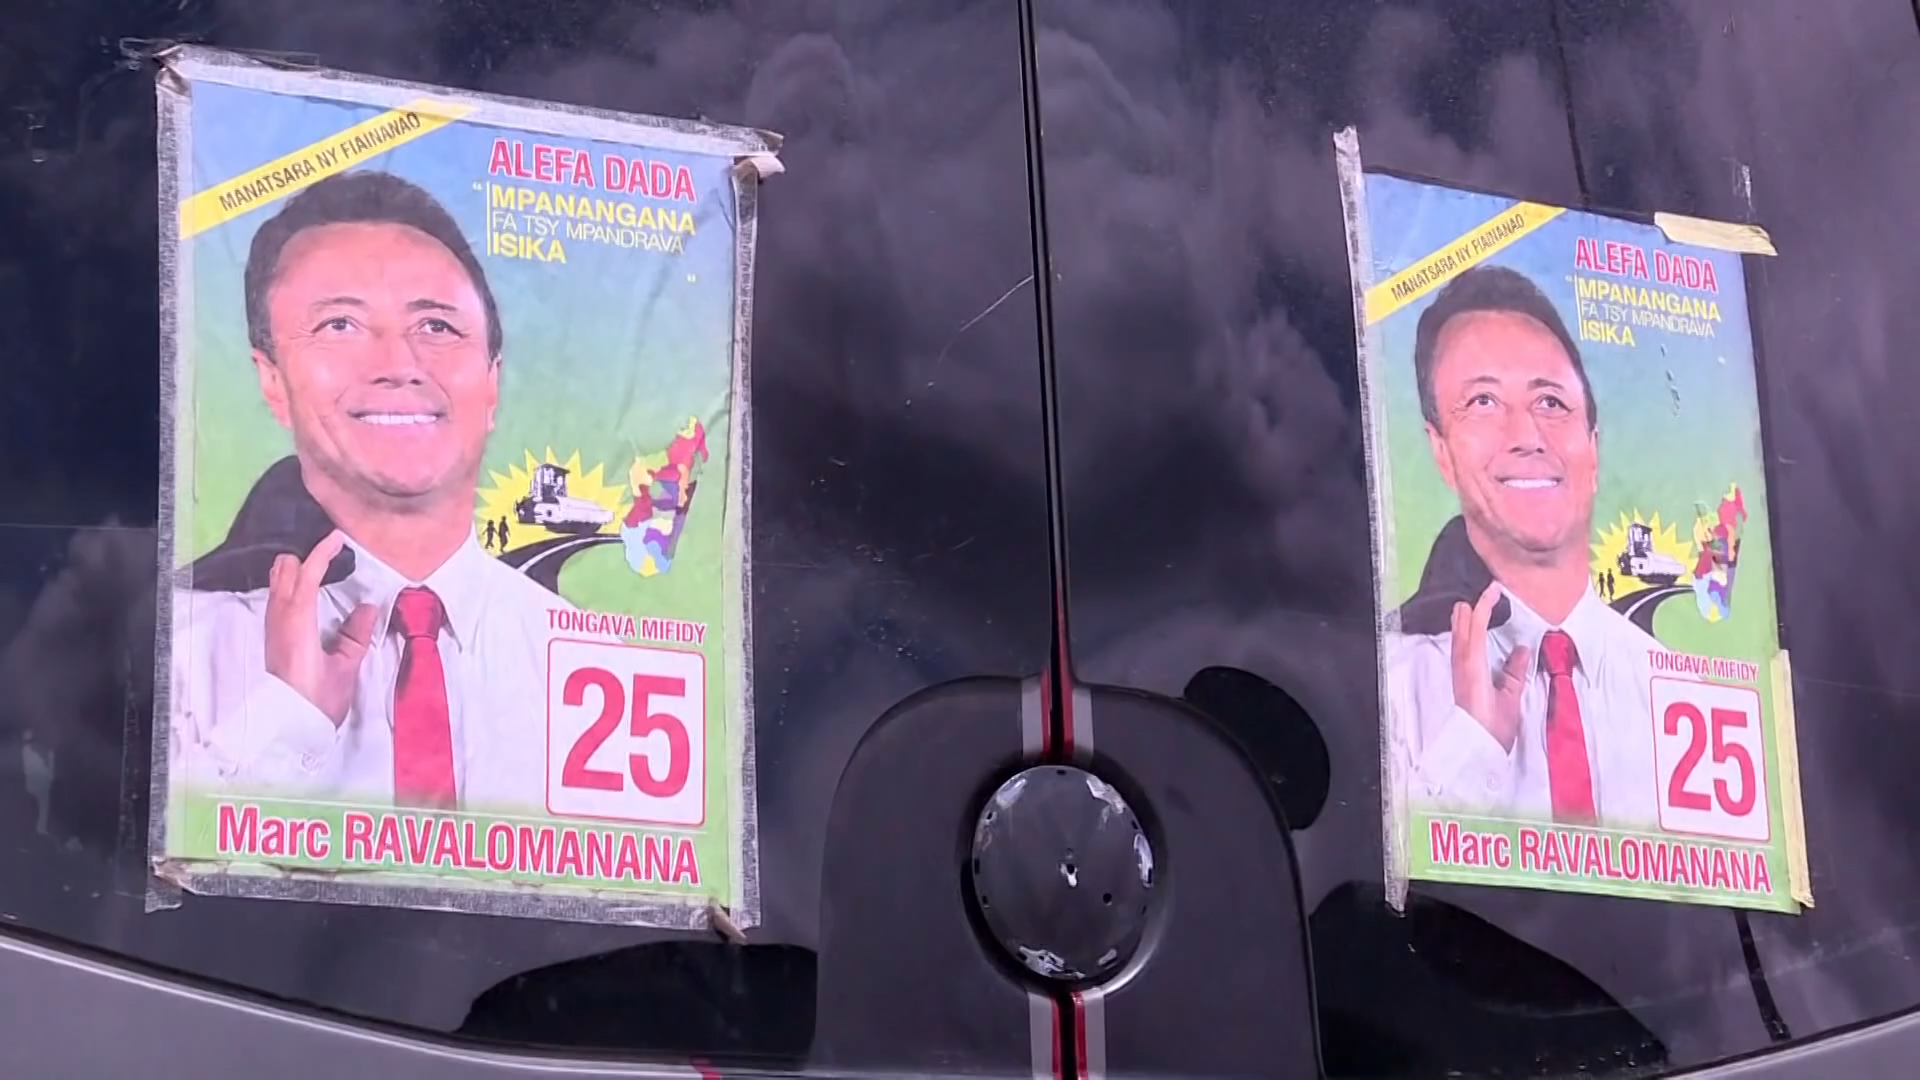 MANATSARA NY FIAINANAO
ALEFA DADA
"MPANANGANA
FA TSY MPANDRAVA
ISIKA
"
TONGAVA MIFIDY
25
Marc RAVALOMANANA
MANATSARA NY FIAINANAO
ALEFA DADA
"MPANANGANA
FA TSY MPANDRAVA
ISIKA
"
TONGAVA MIFIDY
25
Marc RAVALOMANANA